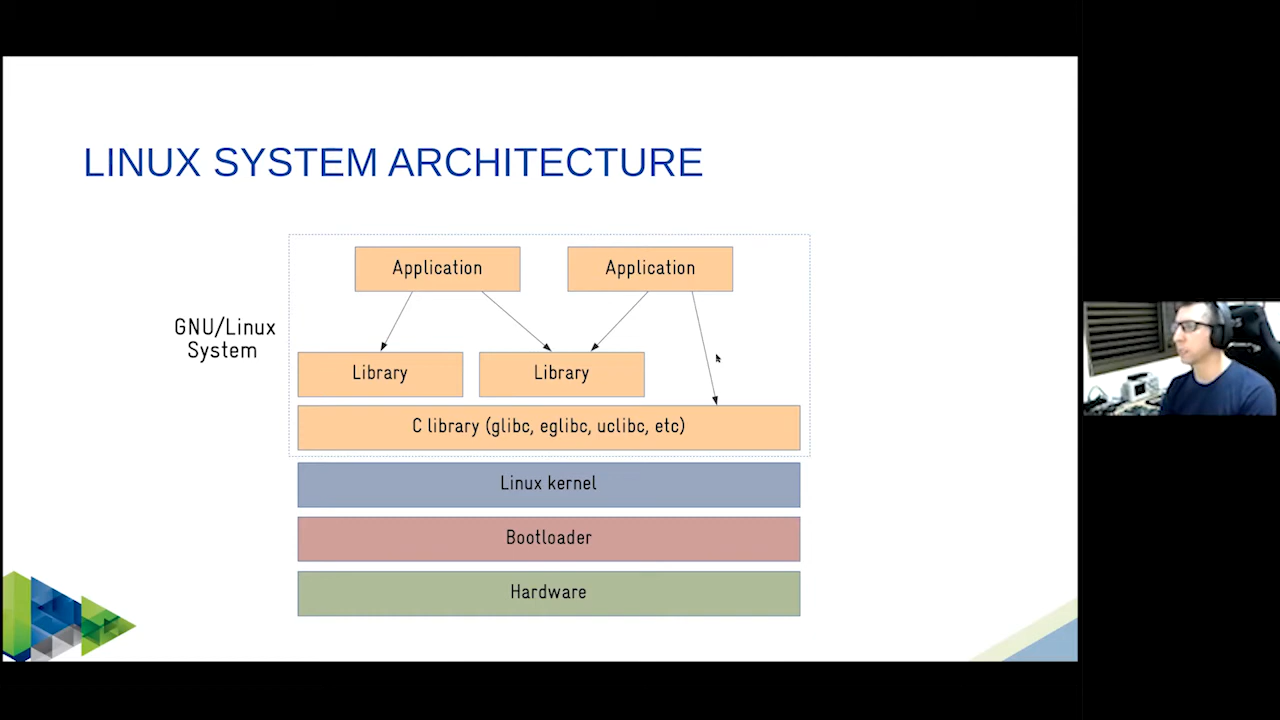 LINUX SYSTEM ARCHITECTURE
Application
Application
GNU/Linux
System
Library
Library
C library (glibc, eglibc, uclibc, etc)
Linux kernel
Bootloader
Hardware